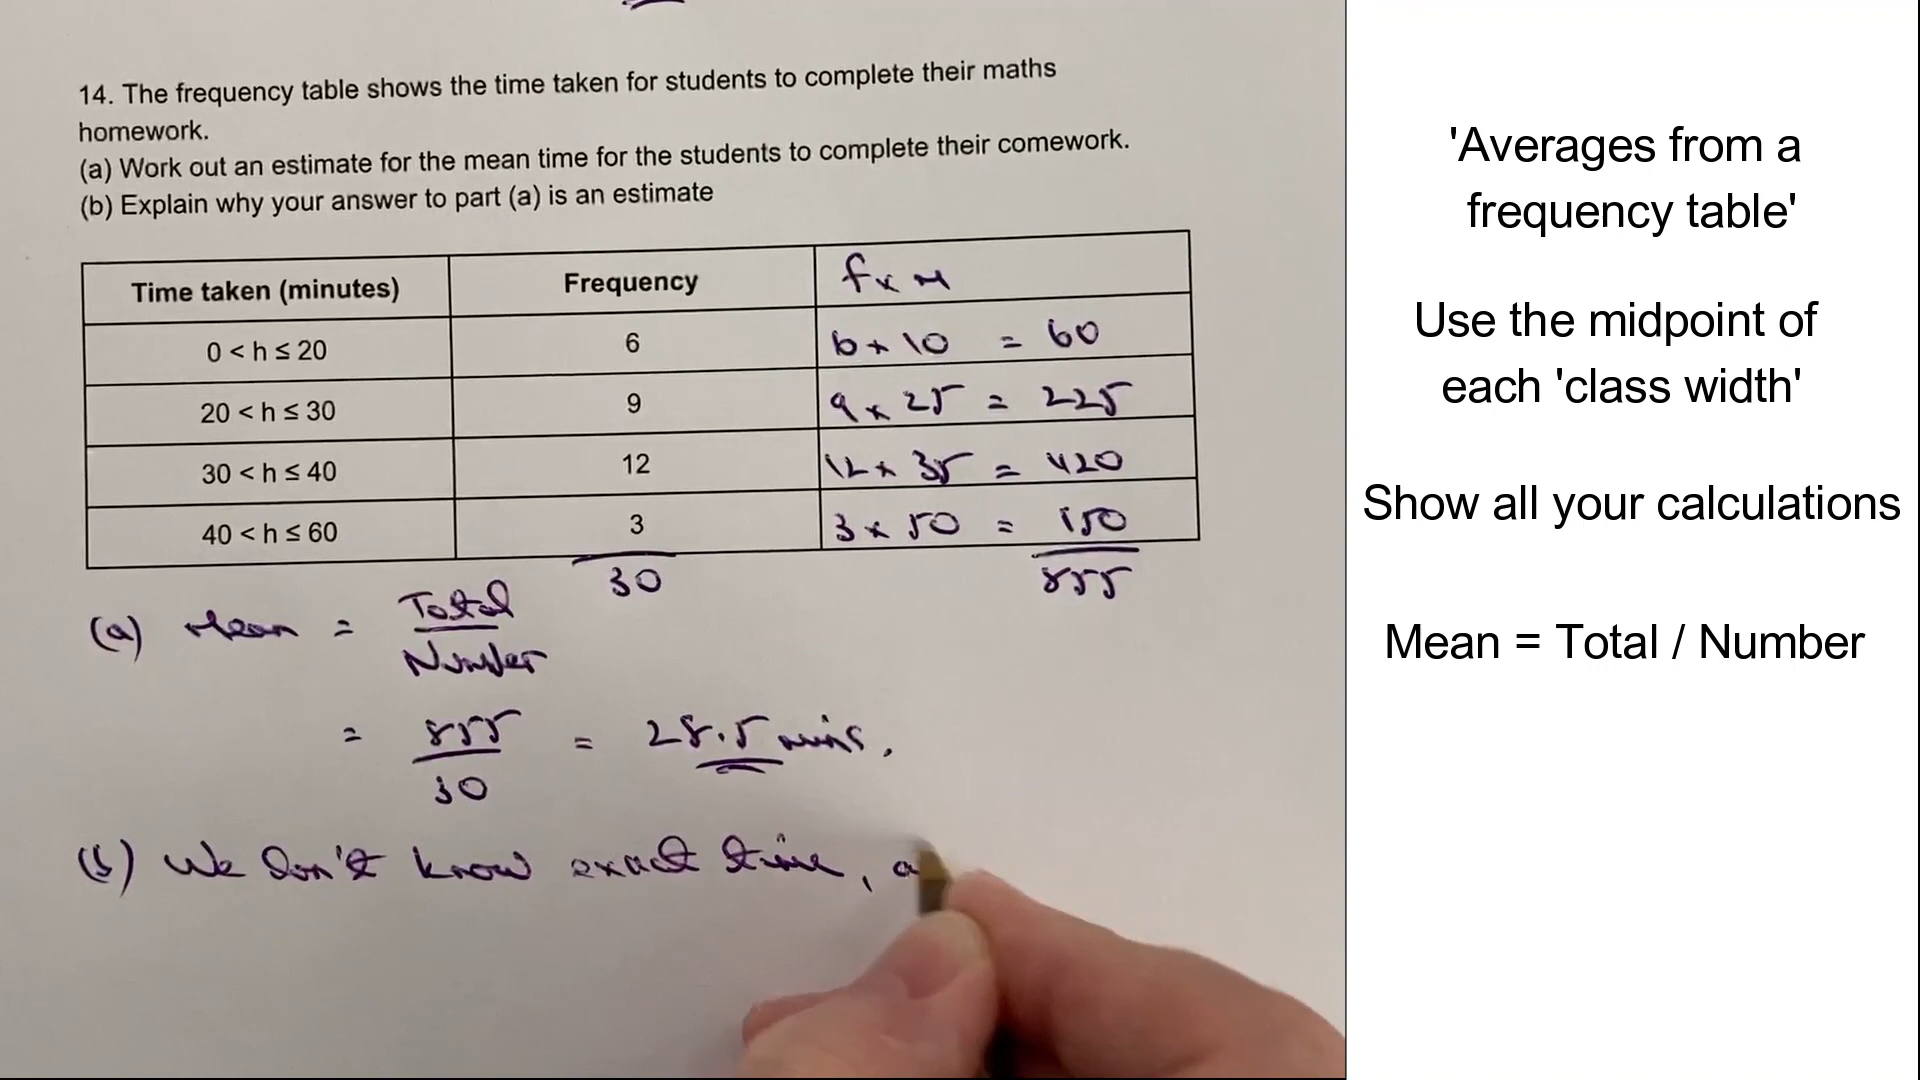 14. The frequency table shows the time taken for students to complete their maths
homework.
(a) Work out an estimate for the mean time for the students to complete their comework.
(b) Explain why your answer to part (a) is an estimate
Time taken (minutes) Frequency f x m
0 < h ≤ 20 6 6 x 10 = 60
20 < h ≤ 30 9 9 x 25 = 225
30 < h ≤ 40 12 12 x 35 = 420
40 < h ≤ 60 3 3 x 50 = 150
30 855
(a) Mean = Total
Number
= 855 = 28.5 mins.
30
(b) We don't know exact time, a
'Averages from a
frequency table'
Use the midpoint of
each 'class width'
Show all your calculations
Mean = Total / Number